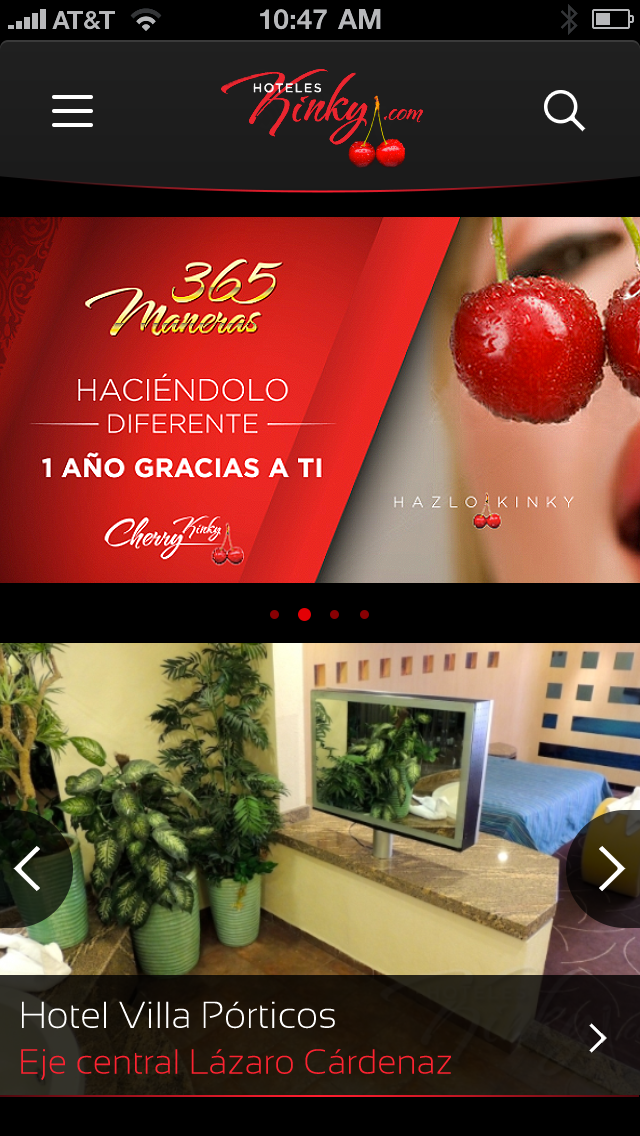 AT&T 10:47 AM
HOTELES
Kinky.com
365
Maneras
HACIÉNDOLO
DIFERENTE
1 AÑO GRACIAS A TI
HAZLO KINKY
Cherry Kinky
Hotel Villa Pórticos
Eje central Lázaro Cárdenaz